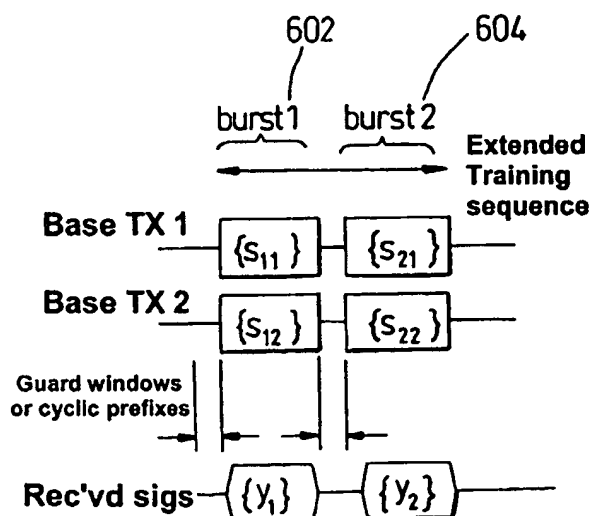 602
604
burst 1
burst 2
Extended
Training
sequence
Base TX 1
{S₁₁}
{S₂₁}
Base TX 2
{S₁₂}
{S₂₂}
Guard windows
or cyclic prefixes
Rec'vd sigs
{y₁}
{y₂}